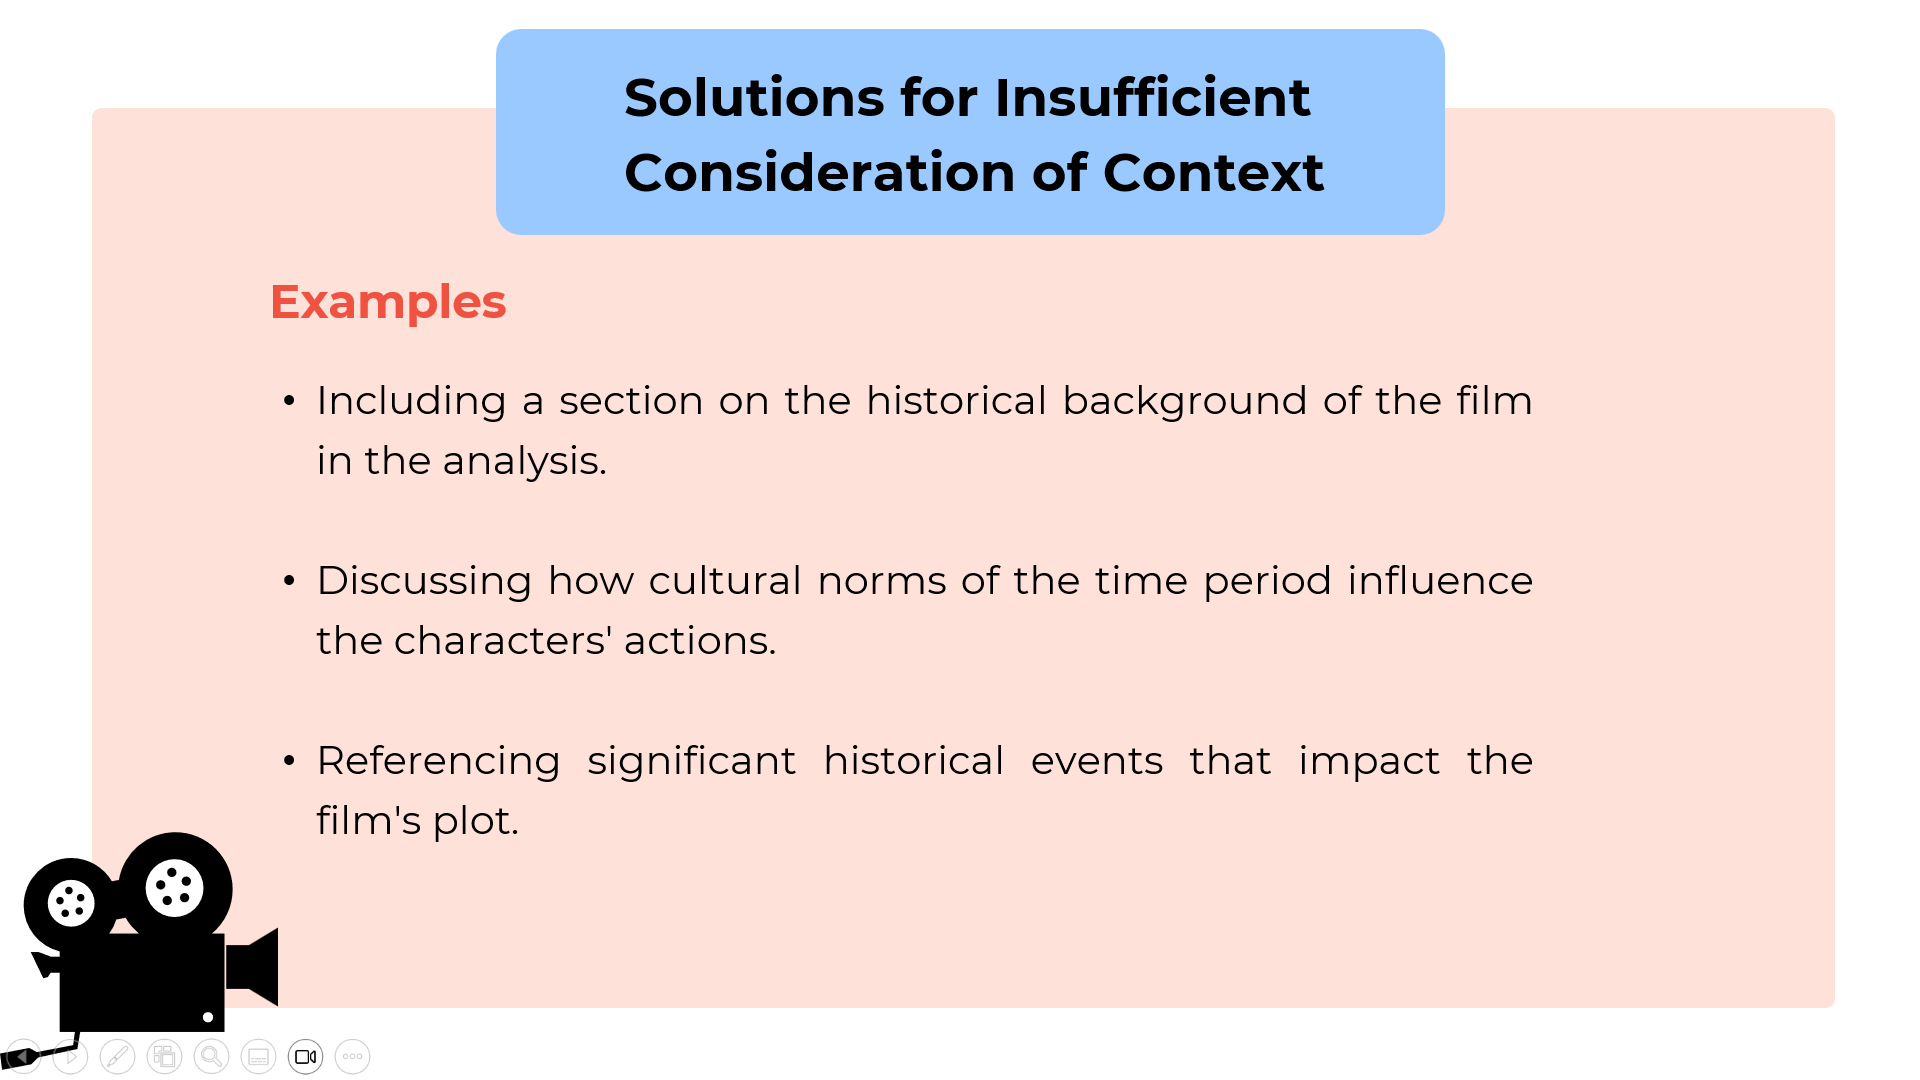 Solutions for Insufficient
Consideration of Context
Examples
• Including a section on the historical background of the film
in the analysis.
• Discussing how cultural norms of the time period influence
the characters' actions.
• Referencing significant historical events that impact the
film's plot.